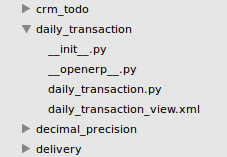 crm_todo
daily_transaction
__init__.py
__openerp__.py
daily_transaction.py
daily_transaction_view.xml
decimal_precision
delivery